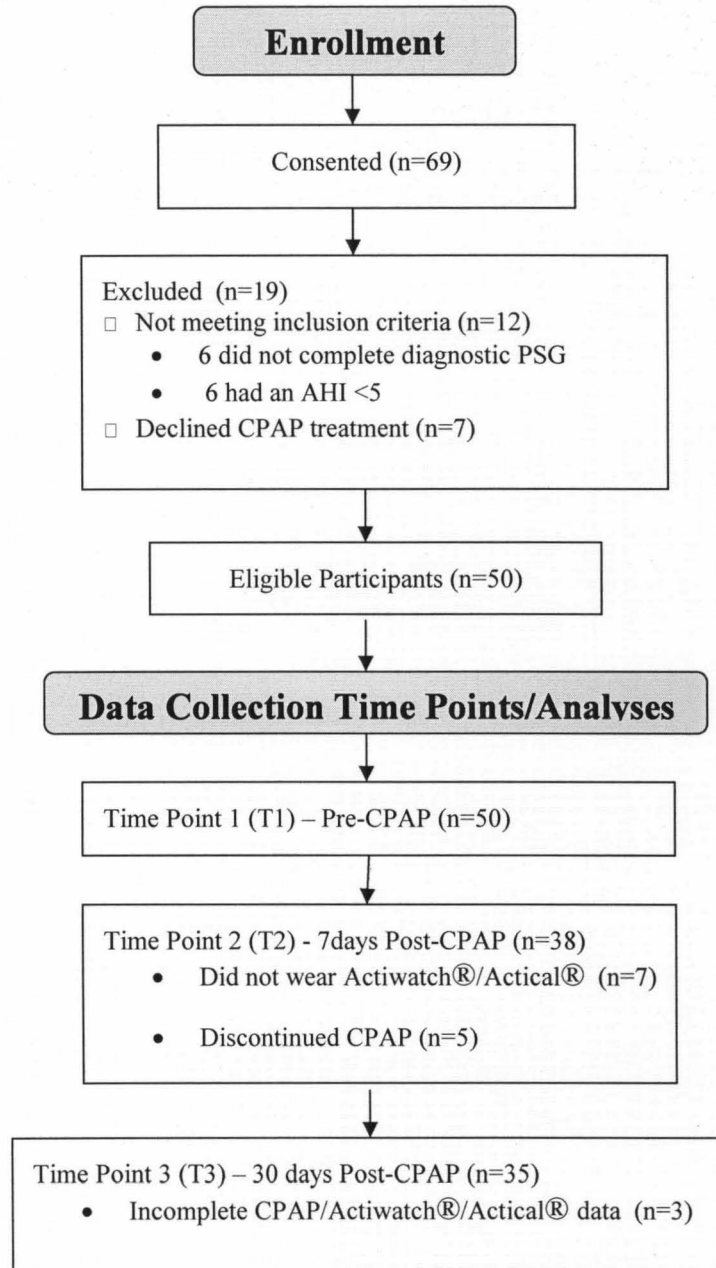 Enrollment
Consented (n=69)
Excluded (n=19)
□ Not meeting inclusion criteria (n=12)
• 6 did not complete diagnostic PSG
• 6 had an AHI <5
□ Declined CPAP treatment (n=7)
Eligible Participants (n=50)
Data Collection Time Points/Analyses
Time Point 1 (T1) – Pre-CPAP (n=50)
Time Point 2 (T2) - 7days Post-CPAP (n=38)
• Did not wear Actiwatch®/Actical® (n=7)
• Discontinued CPAP (n=5)
Time Point 3 (T3) – 30 days Post-CPAP (n=35)
• Incomplete CPAP/Actiwatch®/Actical® data (n=3)